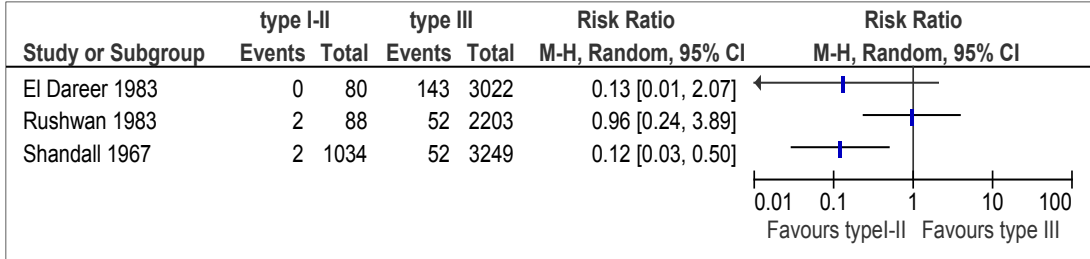 type I-II type III Risk Ratio Risk Ratio
Study or Subgroup Events Total Events Total M-H, Random, 95% CI M-H, Random, 95% CI
El Dareer 1983 0 80 143 3022 0.13 [0.01, 2.07]
Rushwan 1983 2 88 52 2203 0.96 [0.24, 3.89]
Shandall 1967 2 1034 52 3249 0.12 [0.03, 0.50]
0.01 0.1 1 10 100
Favours typeI-II Favours type III